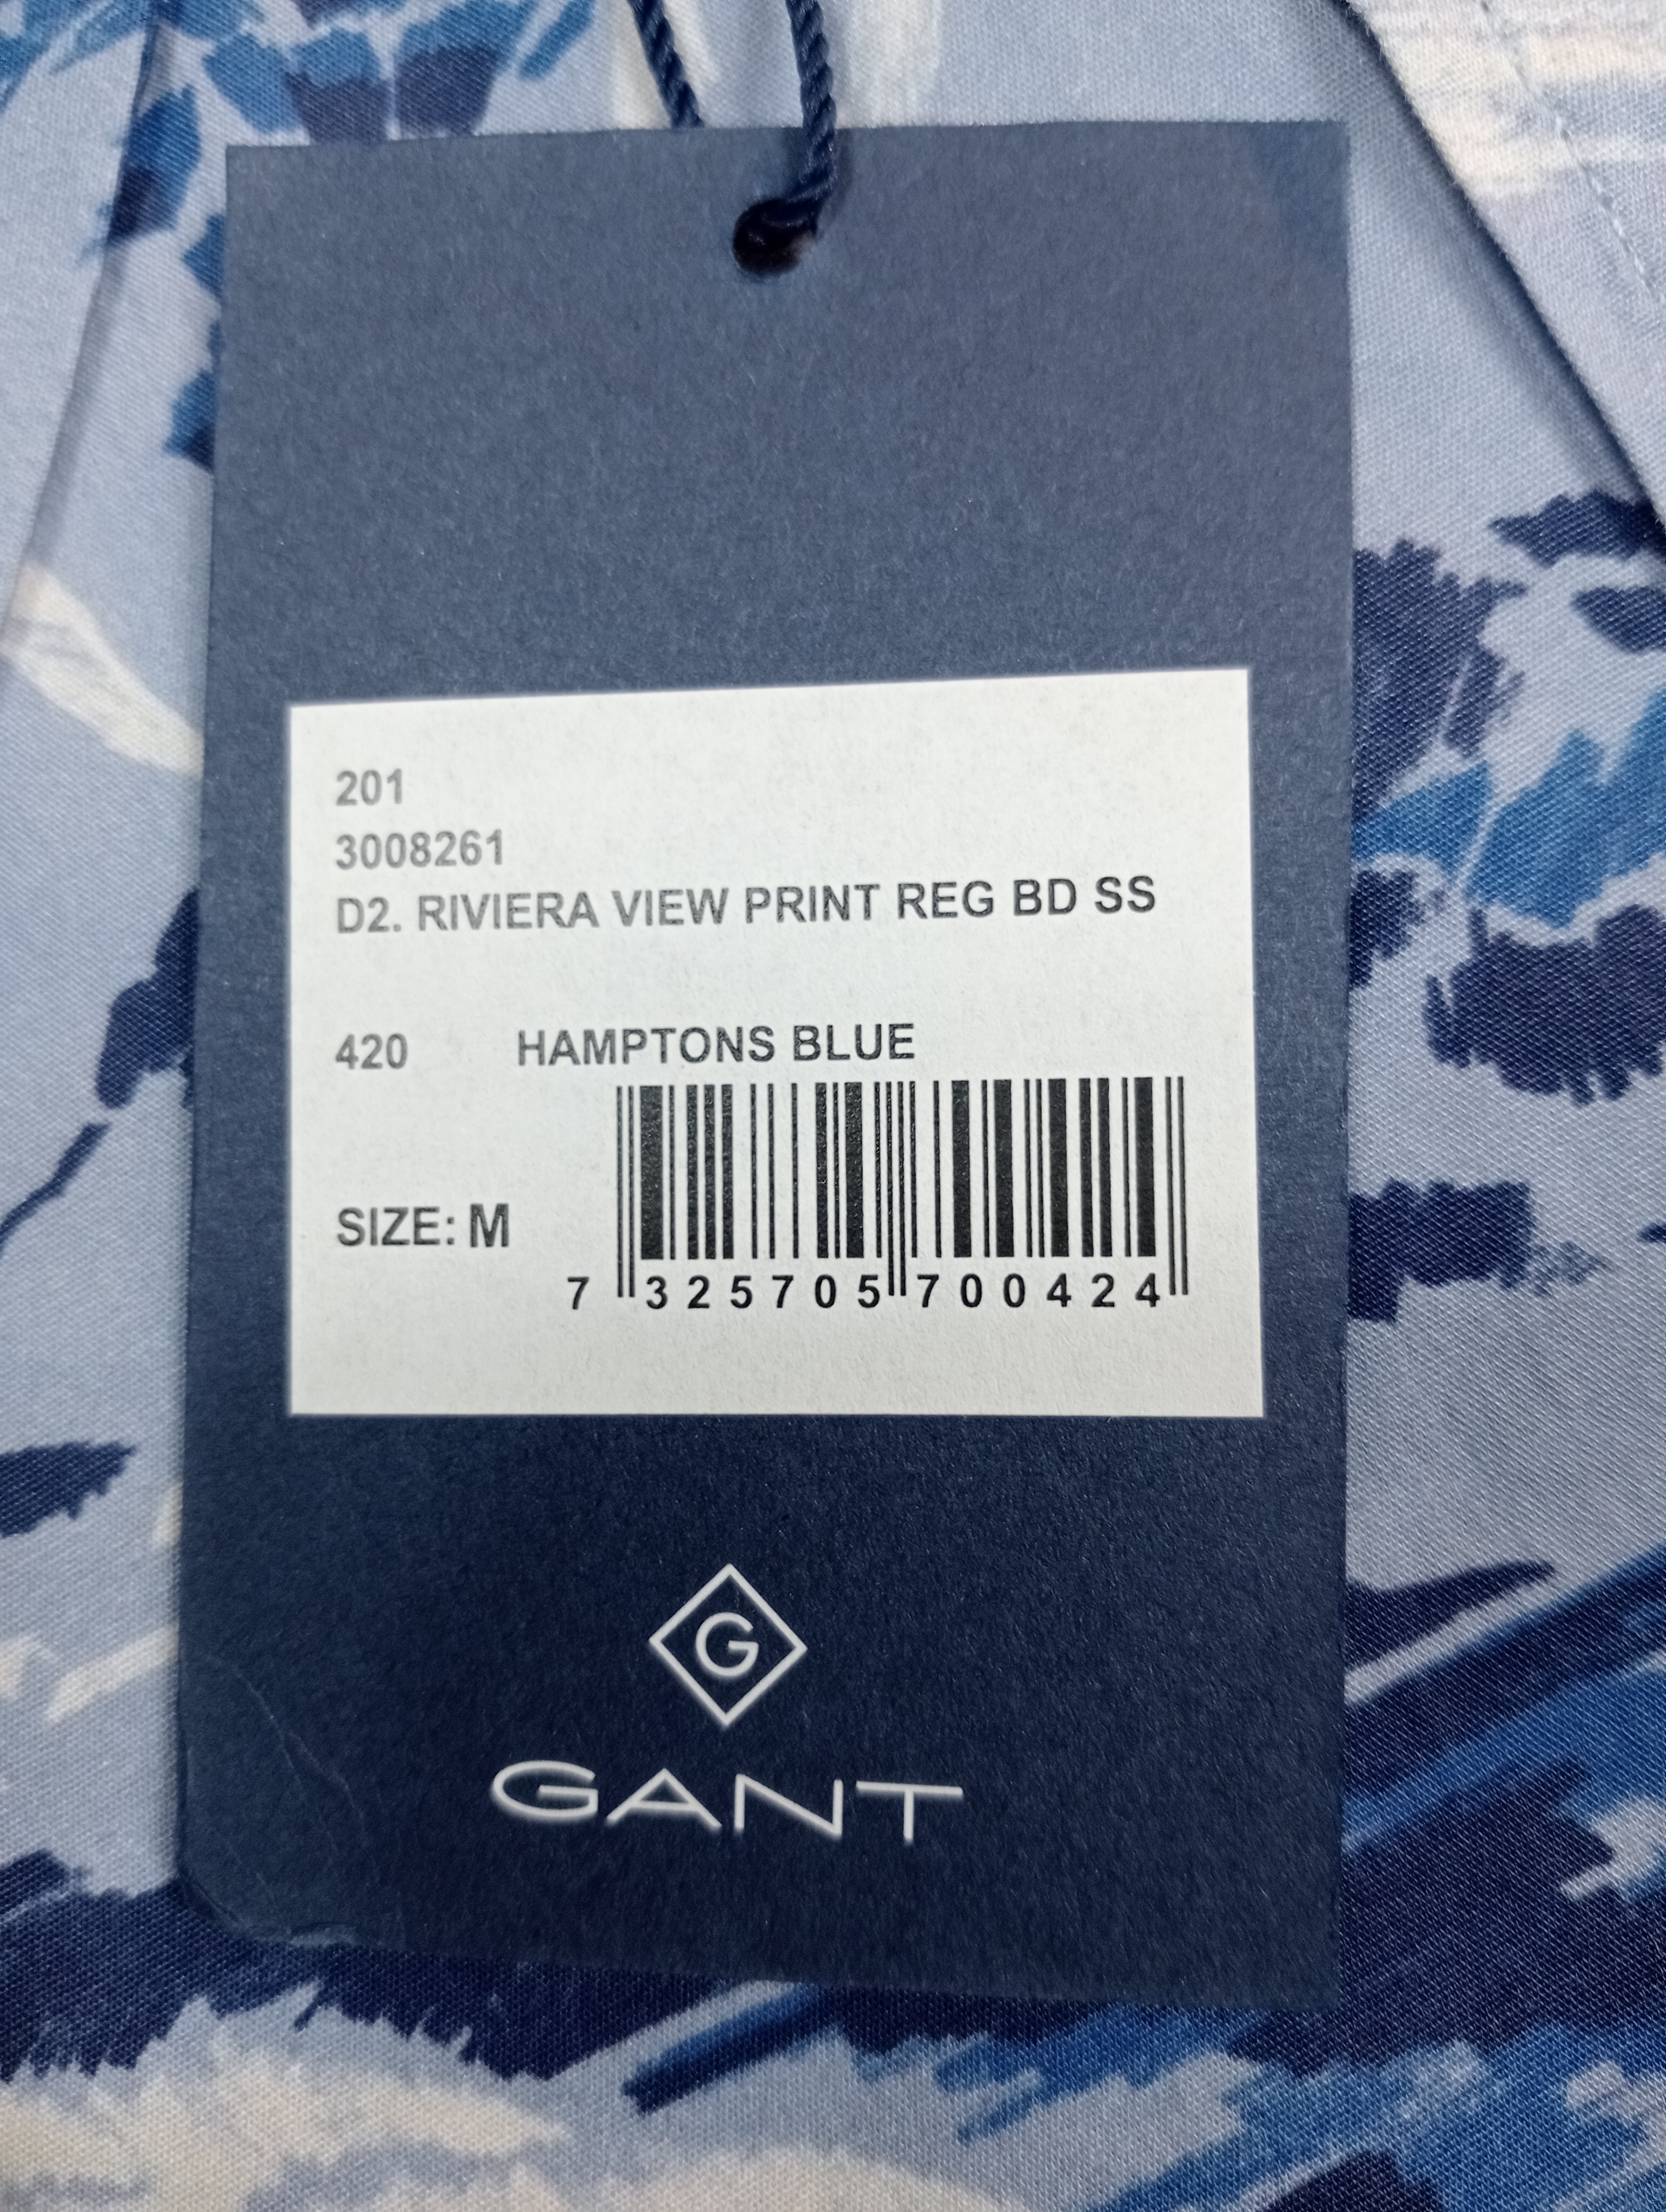 201
3008261
D2. RIVIERA VIEW PRINT REG BD SS
420 HAMPTONS BLUE
SIZE: M
7 325705 700424
G
GANT